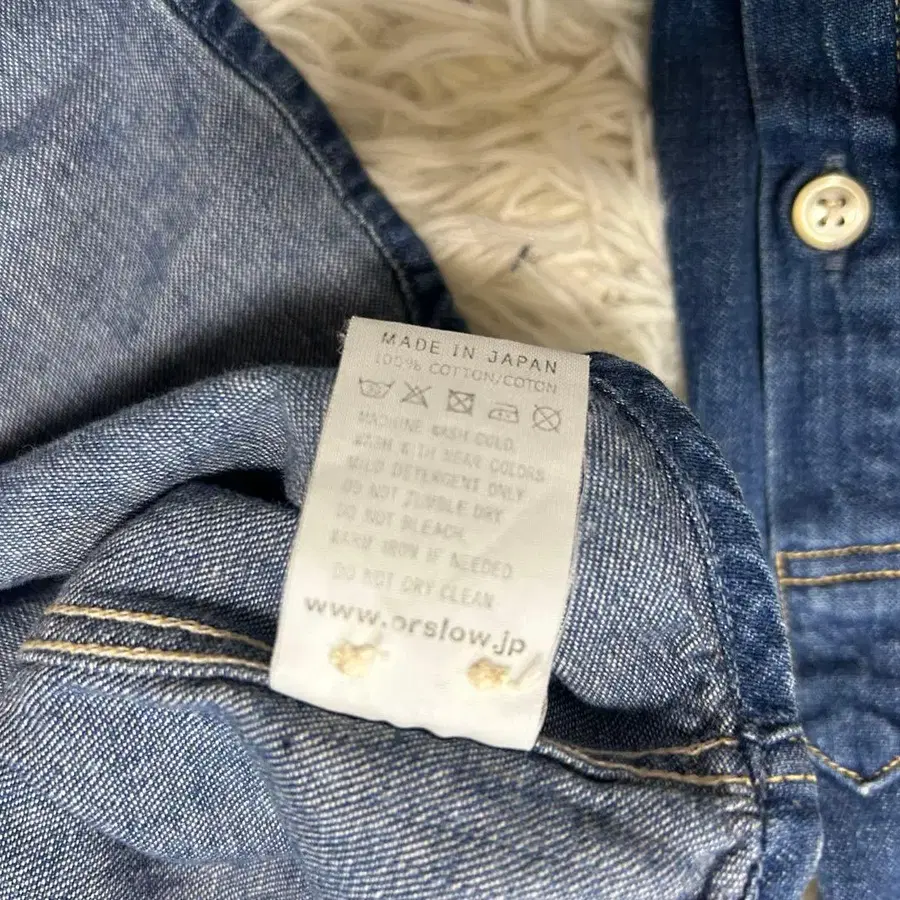 MADE IN JAPAN
100% COTTON/COTON
MACHINE WASH COLD.
WASH WITH NEAR COLORS
MILD DETERGENT ONLY
DO NOT TUMBLE DRY
DO NOT BLEACH.
WARM IRON IF NEEDED
DO NOT DRY CLEAN
www.orslow.jp